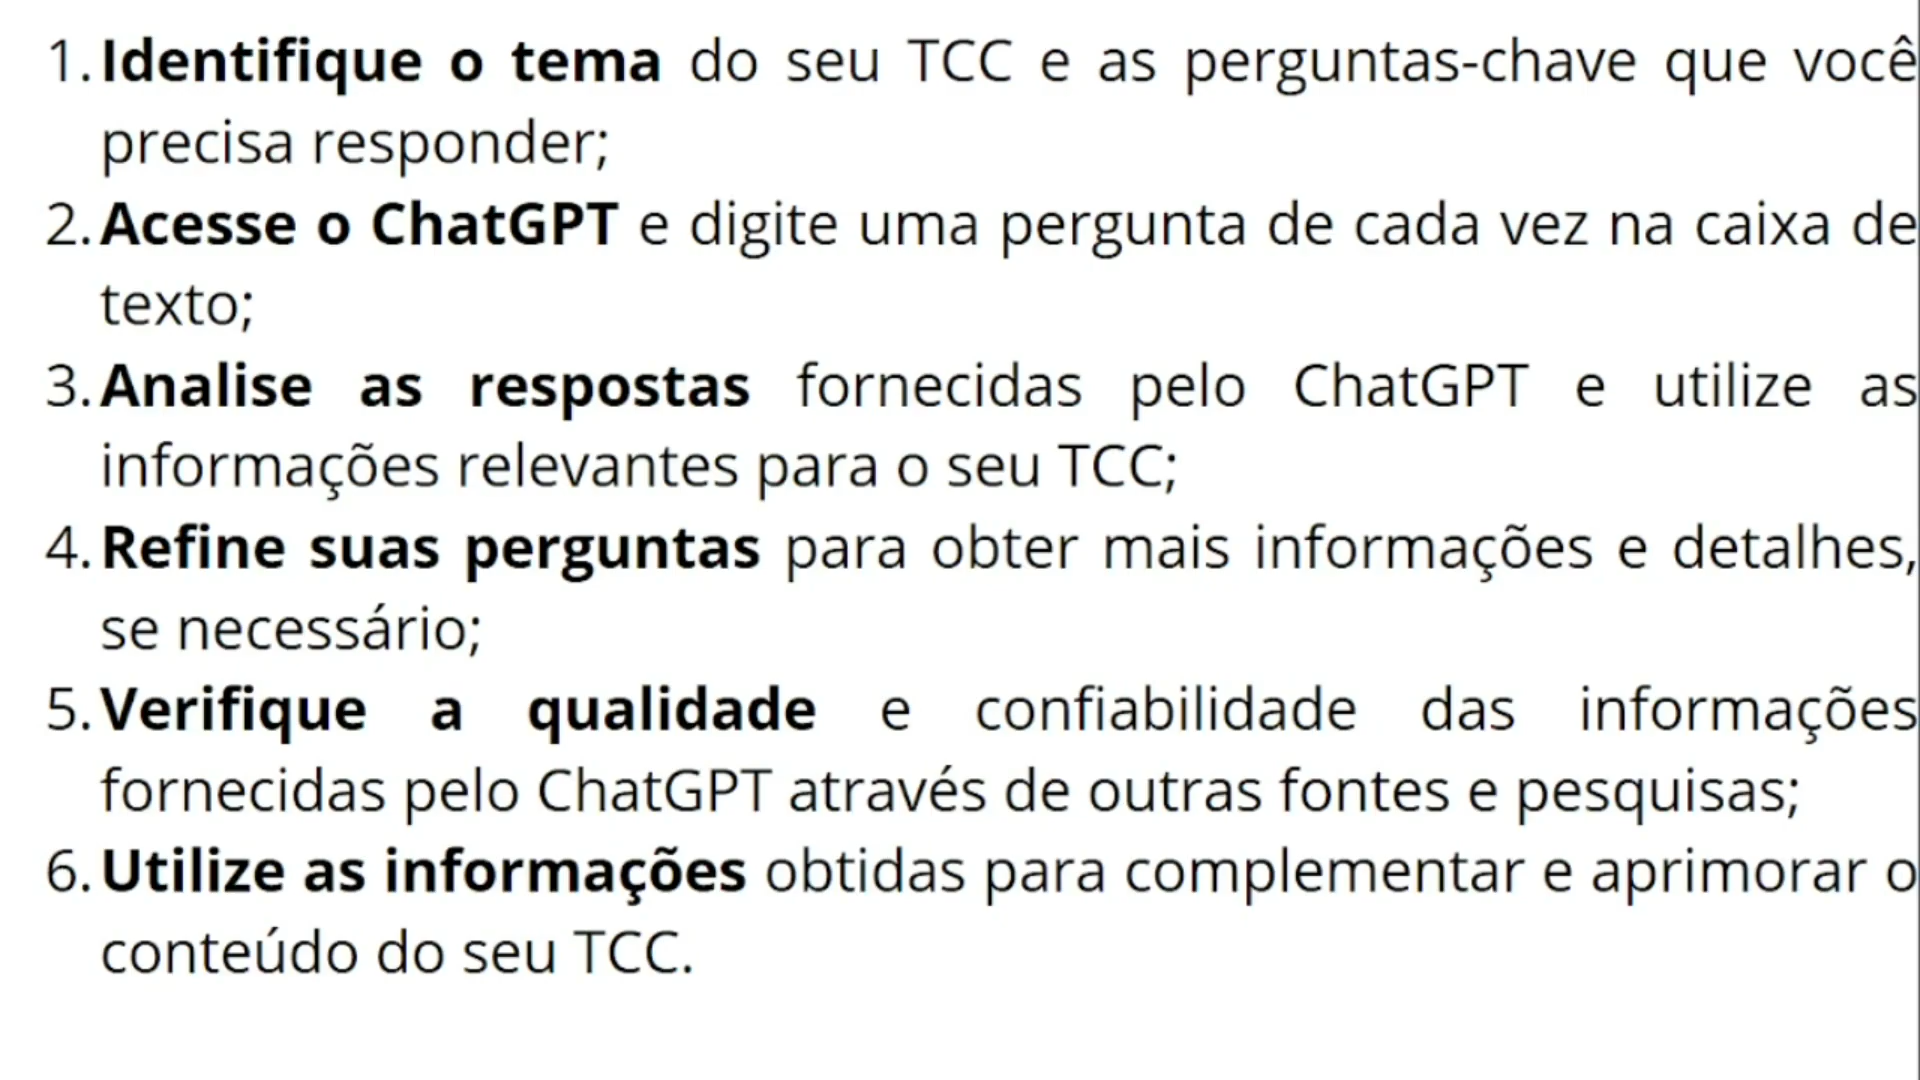 1. Identifique o tema do seu TCC e as perguntas-chave que você
precisa responder;
2. Acesse o ChatGPT e digite uma pergunta de cada vez na caixa de
texto;
3. Analise as respostas fornecidas pelo ChatGPT e utilize as
informações relevantes para o seu TCC;
4. Refine suas perguntas para obter mais informações e detalhes,
se necessário;
5. Verifique a qualidade e confiabilidade das informações
fornecidas pelo ChatGPT através de outras fontes e pesquisas;
6. Utilize as informações obtidas para complementar e aprimorar o
conteúdo do seu TCC.